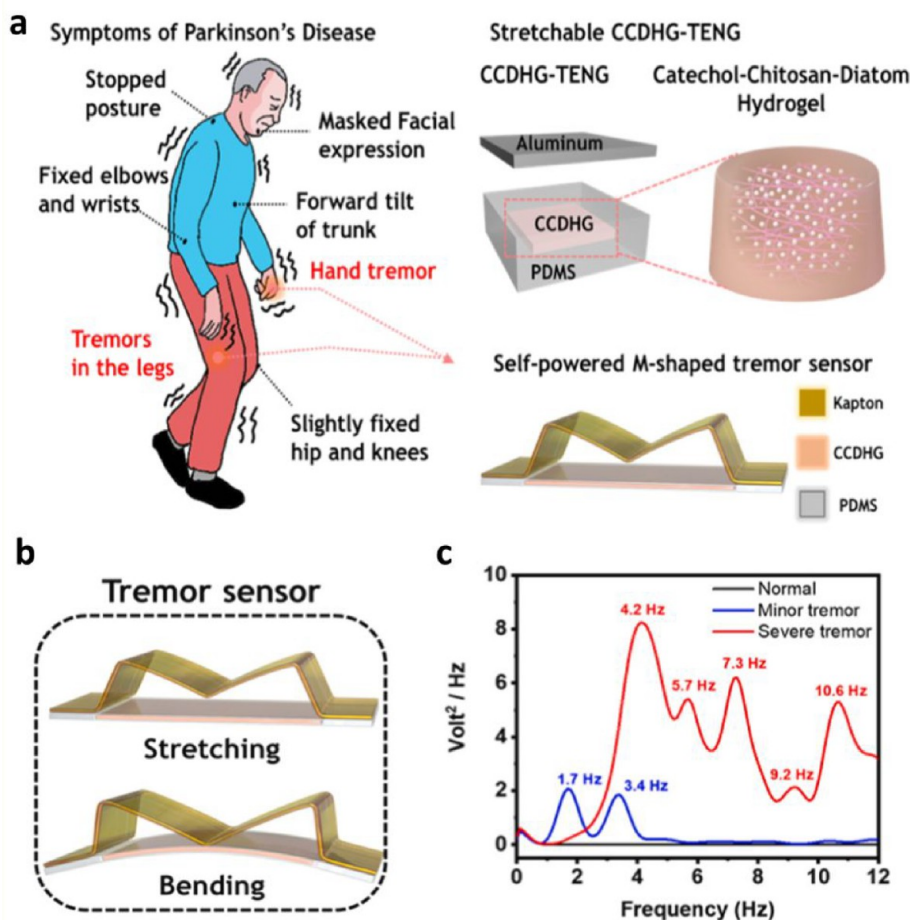 a
Symptoms of Parkinson's Disease
Stopped
posture
Masked Facial
expression
Fixed elbows
and wrists
Forward tilt
of trunk
Hand tremor
Tremors
in the legs
Slightly fixed
hip and knees
Stretchable CCDHG-TENG
CCDHG-TENG
Catechol-Chitosan-Diatom
Hydrogel
Aluminum
CCDHG
PDMS
Self-powered M-shaped tremor sensor
Kapton
CCDHG
PDMS
b
Tremor sensor
Stretching
Bending
c
Volt² / Hz
10
8
6
4
2
0
Normal
Minor tremor
Severe tremor
4.2 Hz
5.7 Hz
7.3 Hz
10.6 Hz
9.2 Hz
1.7 Hz
3.4 Hz
0 2 4 6 8 10 12
Frequency (Hz)